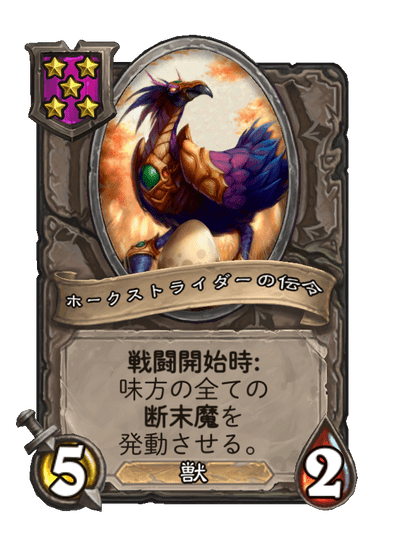 ホークストライダーの伝令
戦闘開始時:
味方の全ての
断末魔を
発動させる。
獣
5
2